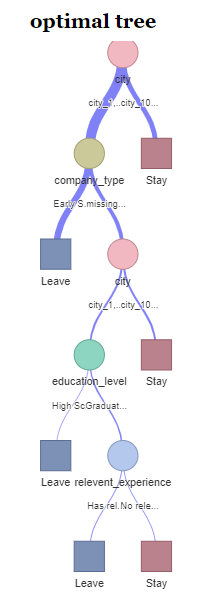 optimal tree
city
city_1,..city_10...
company_type Stay
Early S.missing...
Leave city
city_1,..city_10...
education_level Stay
High ScGraduat...
Leave relevent_experience
Has rel.No rele...
Leave Stay